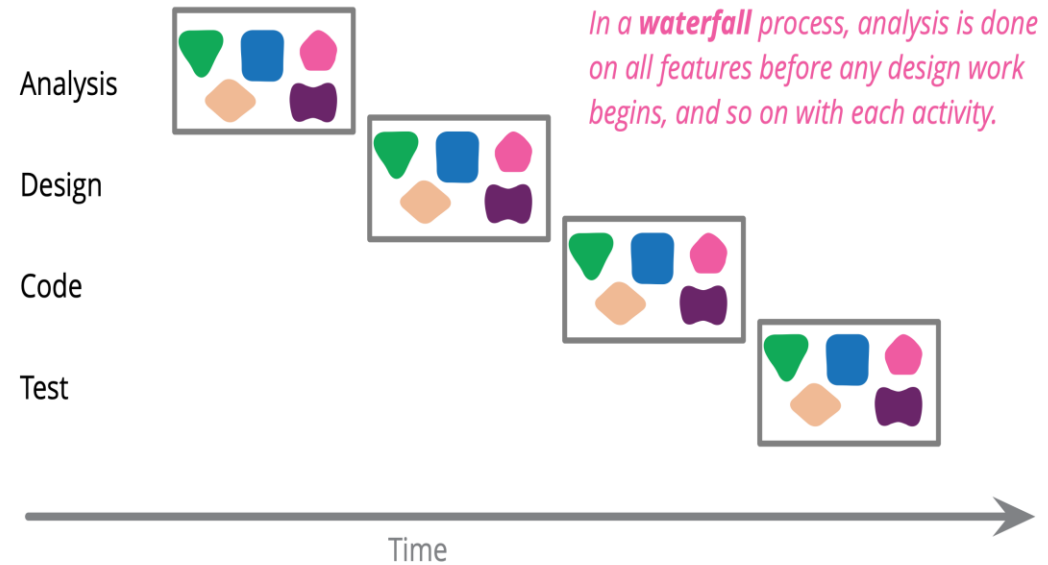 In a waterfall process, analysis is done
on all features before any design work
begins, and so on with each activity.
Analysis
Design
Code
Test
Time